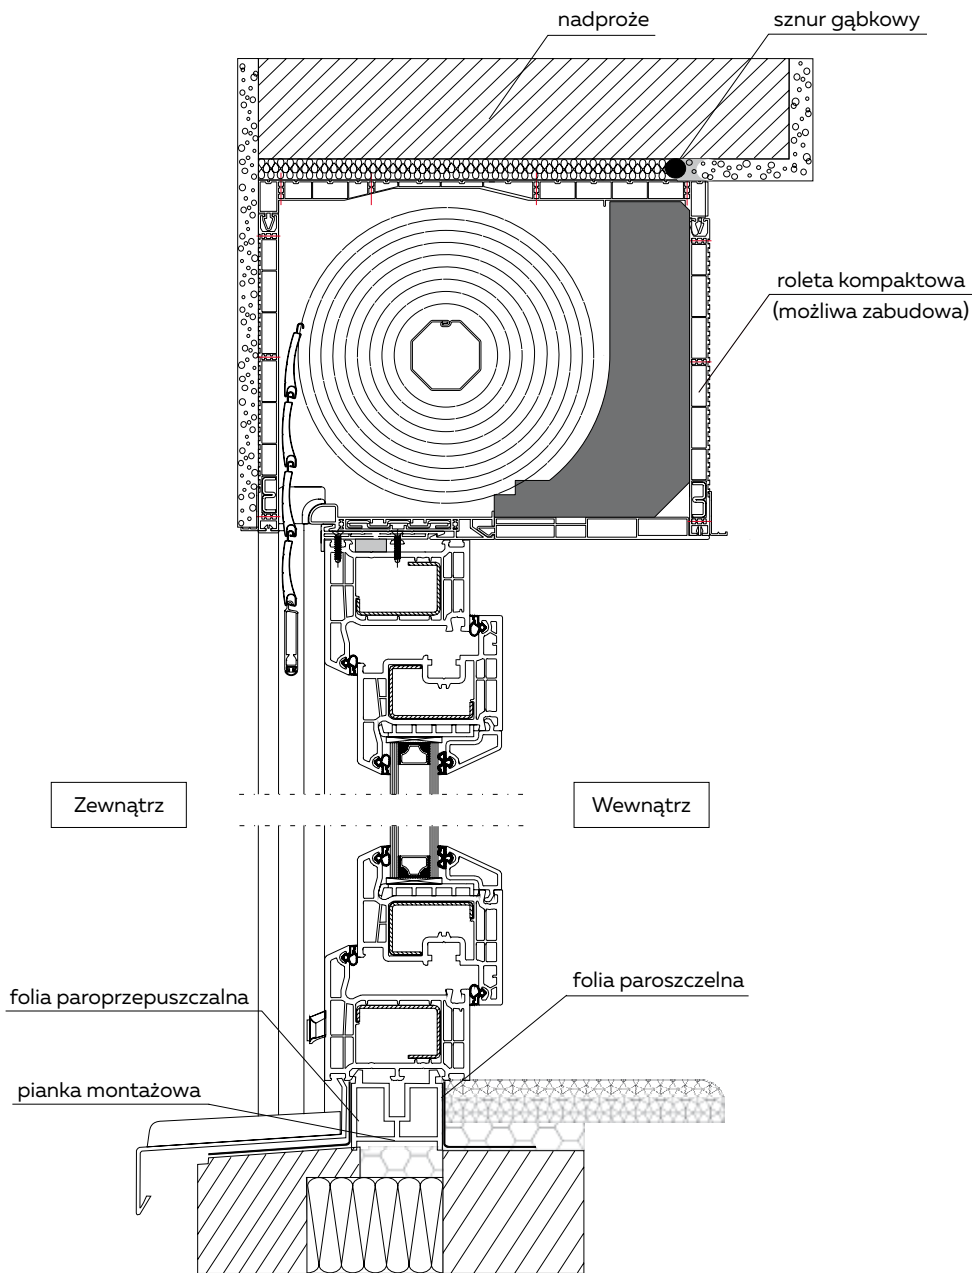 nadproże
sznur gąbkowy
roleta kompaktowa
(możliwa zabudowa)
Zewnątrz
Wewnątrz
folia paroprzepuszczalna
folia paroszczelna
pianka montażowa